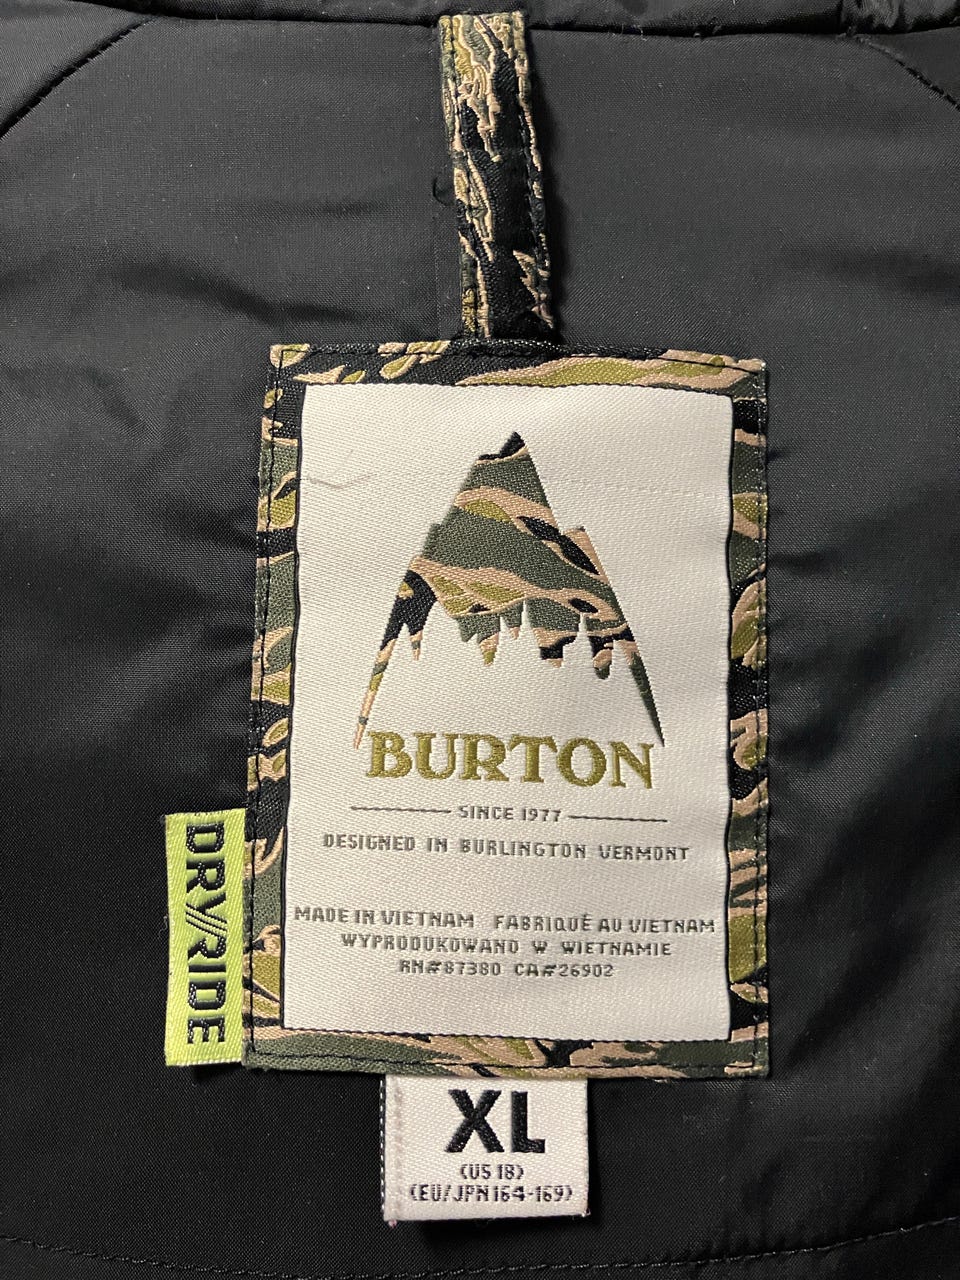 BURTON
SINCE 1977
DESIGNED IN BURLINGTON VERMONT
MADE IN VIETNAM FABRIQUÉ AU VIETNAM
WYPRODUKOWANO W WIETNAMIE
RN#87380 CA#26902
DRY//RIDE
XL
(US 18)
(EU/JPN 164-169)